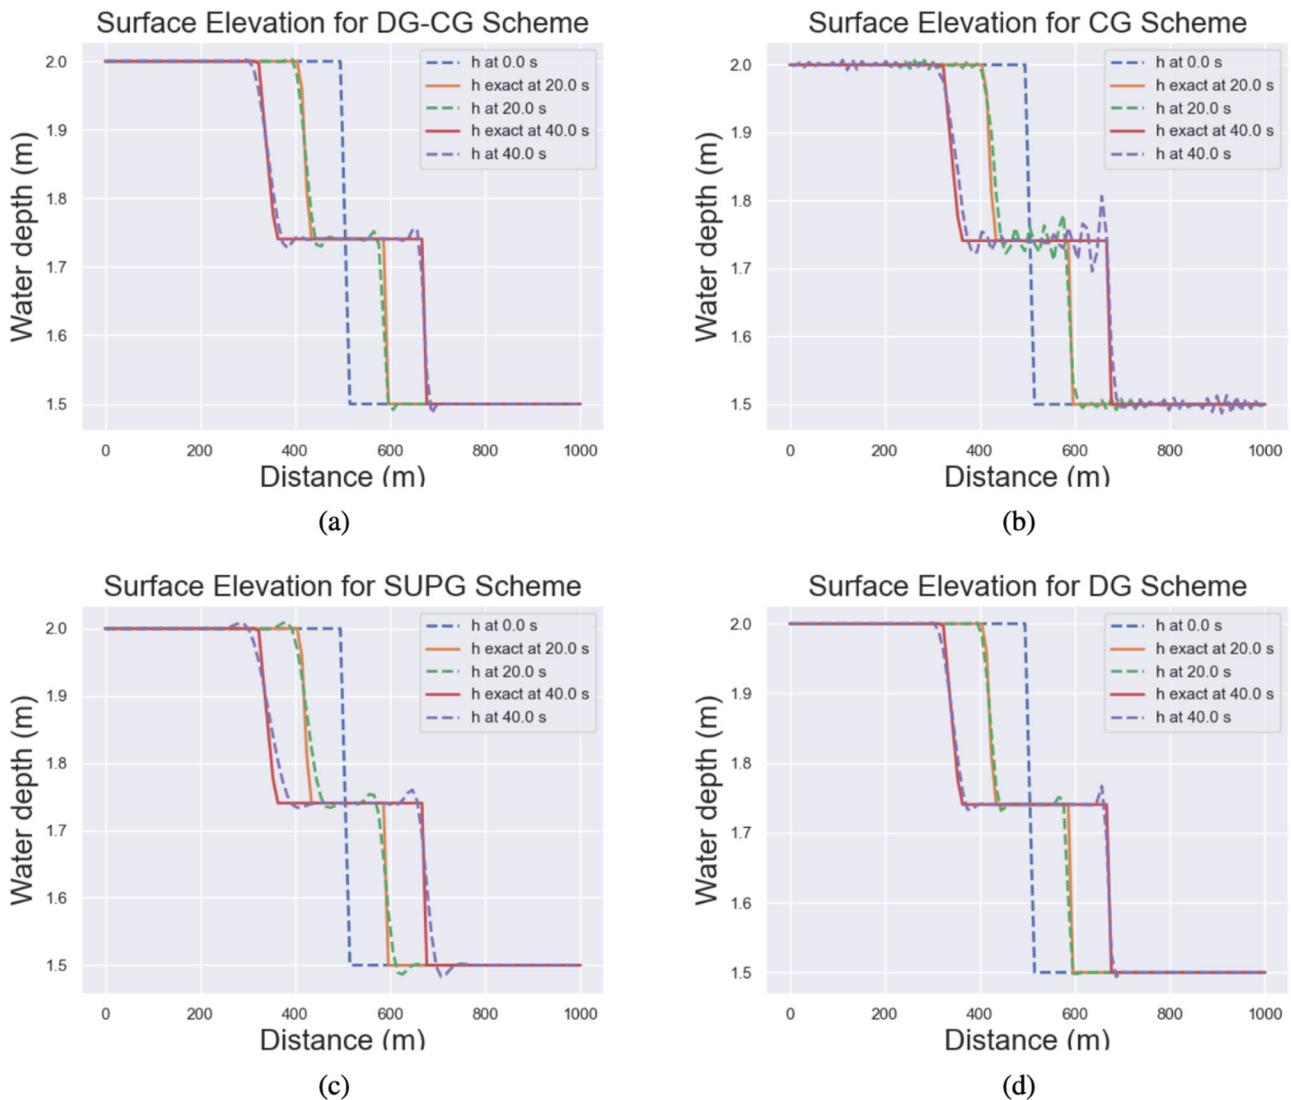 Surface Elevation for DG-CG Scheme
2.0
1.9
1.8
1.7
1.6
1.5
Water depth (m)
h at 0.0 s
h exact at 20.0 s
h at 20.0 s
h exact at 40.0 s
h at 40.0 s
0 200 400 600 800 1000
Distance (m)
(a)
Surface Elevation for CG Scheme
2.0
1.9
1.8
1.7
1.6
1.5
Water depth (m)
h at 0.0 s
h exact at 20.0 s
h at 20.0 s
h exact at 40.0 s
h at 40.0 s
0 200 400 600 800 1000
Distance (m)
(b)
Surface Elevation for SUPG Scheme
2.0
1.9
1.8
1.7
1.6
1.5
Water depth (m)
h at 0.0 s
h exact at 20.0 s
h at 20.0 s
h exact at 40.0 s
h at 40.0 s
0 200 400 600 800 1000
Distance (m)
(c)
Surface Elevation for DG Scheme
2.0
1.9
1.8
1.7
1.6
1.5
Water depth (m)
h at 0.0 s
h exact at 20.0 s
h at 20.0 s
h exact at 40.0 s
h at 40.0 s
0 200 400 600 800 1000
Distance (m)
(d)